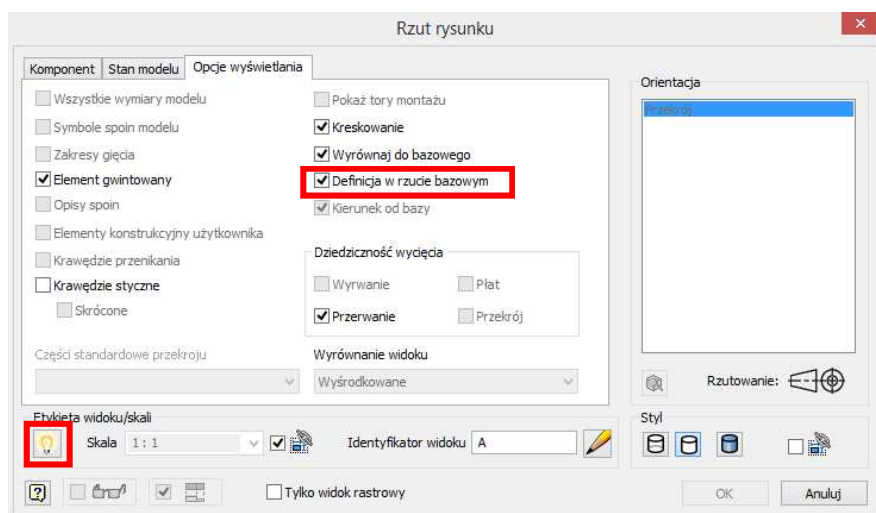 Rzut rysunku
Komponent Stan modelu Opcje wyświetlania
Wszystkie wymiary modelu
Symbole spoin modelu
Zakresy gięcia
Element gwintowany
Opisy spoin
Elementy konstrukcyjny użytkownika
Krawędzie przenikania
Krawędzie styczne
Skrócone
Części standardowe przekroju
Pokaż tory montażu
Kreskowanie
Wyrównaj do bazowego
Definicja w rzucie bazowym
Kierunek od bazy
Dziedziczność wycięcia
Wyrwanie Płat
Przerwanie Przekrój
Wyrównanie widoku
Wyśrodkowane
Orientacja
Przekrój
Rzutowanie:
Etykieta widoku/skali
Skala 1 : 1
Identyfikator widoku A
Styl
Tylko widok rastrowy
OK Anuluj